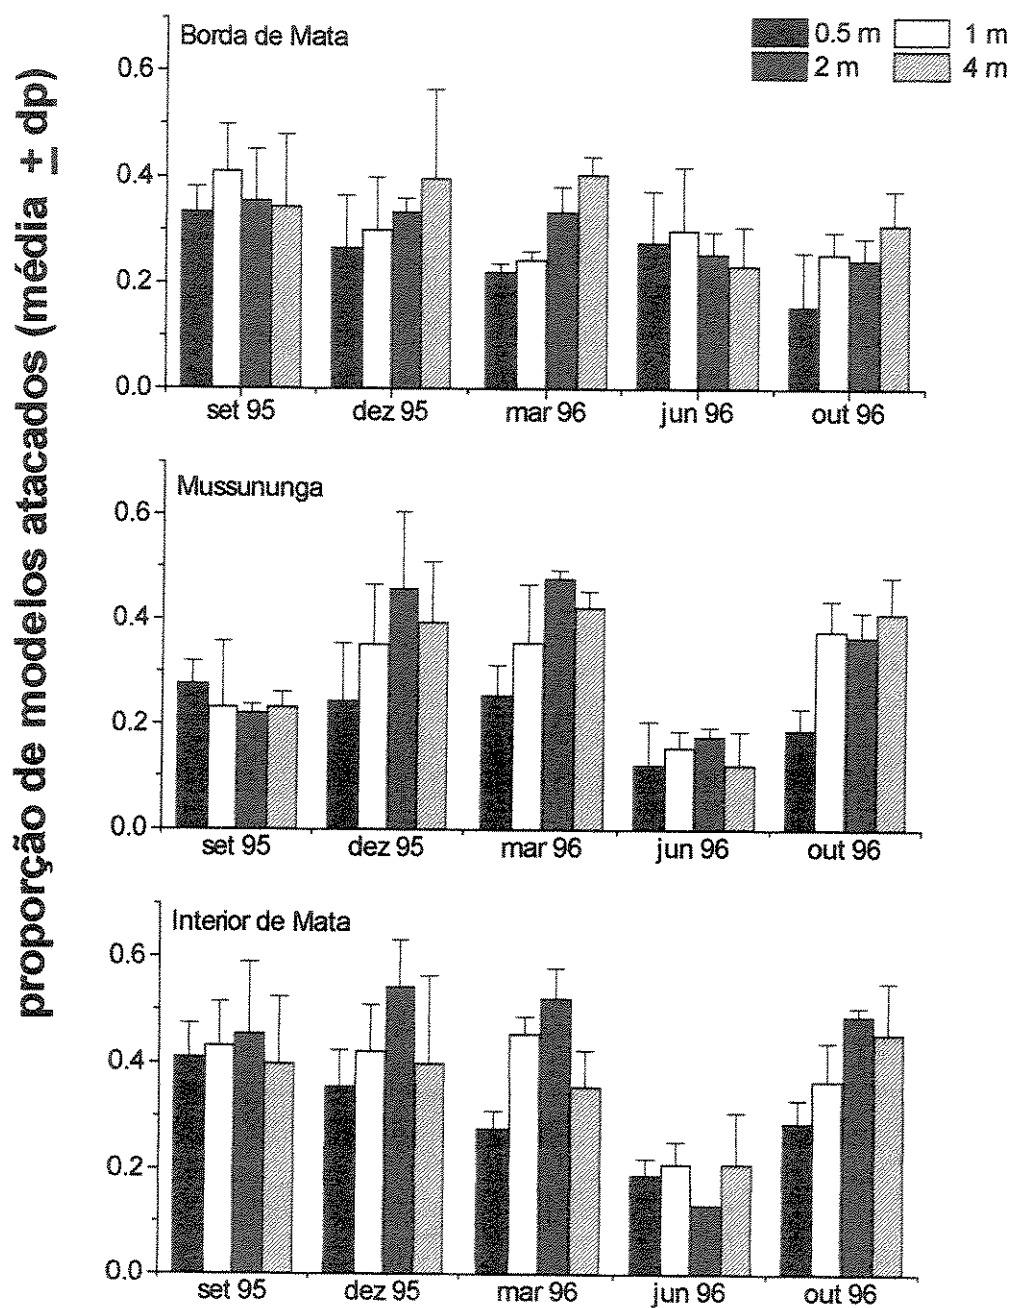 proporção de modelos atacados (média ± dp)
0.5 m 1 m
2 m 4 m
Borda de Mata
0.6
0.4
0.2
0.0
set 95 dez 95 mar 96 jun 96 out 96
Mussununga
0.6
0.4
0.2
0.0
set 95 dez 95 mar 96 jun 96 out 96
Interior de Mata
0.6
0.4
0.2
0.0
set 95 dez 95 mar 96 jun 96 out 96